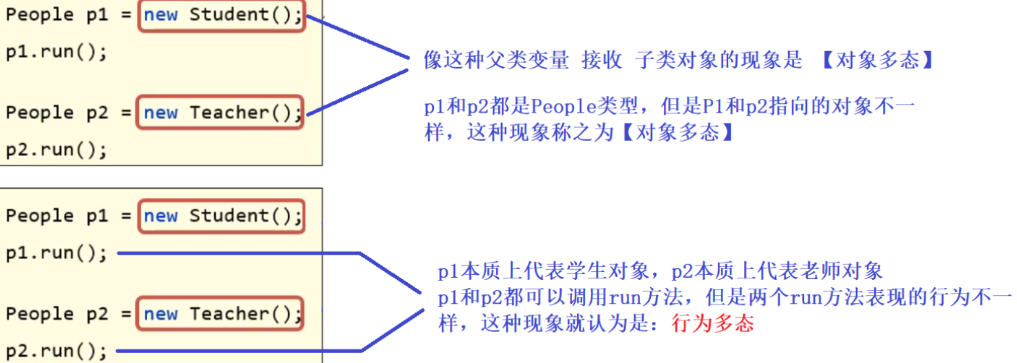 People p1 = new Student();
p1.run();
People p2 = new Teacher();
p2.run();
像这种父类变量 接收 子类对象的现象是 【对象多态】
p1和p2都是People类型，但是P1和p2指向的对象不一
样，这种现象称之为【对象多态】
People p1 = new Student();
p1.run();
People p2 = new Teacher();
p2.run();
p1本质上代表学生对象，p2本质上代表老师对象
p1和p2都可以调用run方法，但是两个run方法表现的行为不一
样，这种现象就认为是：行为多态